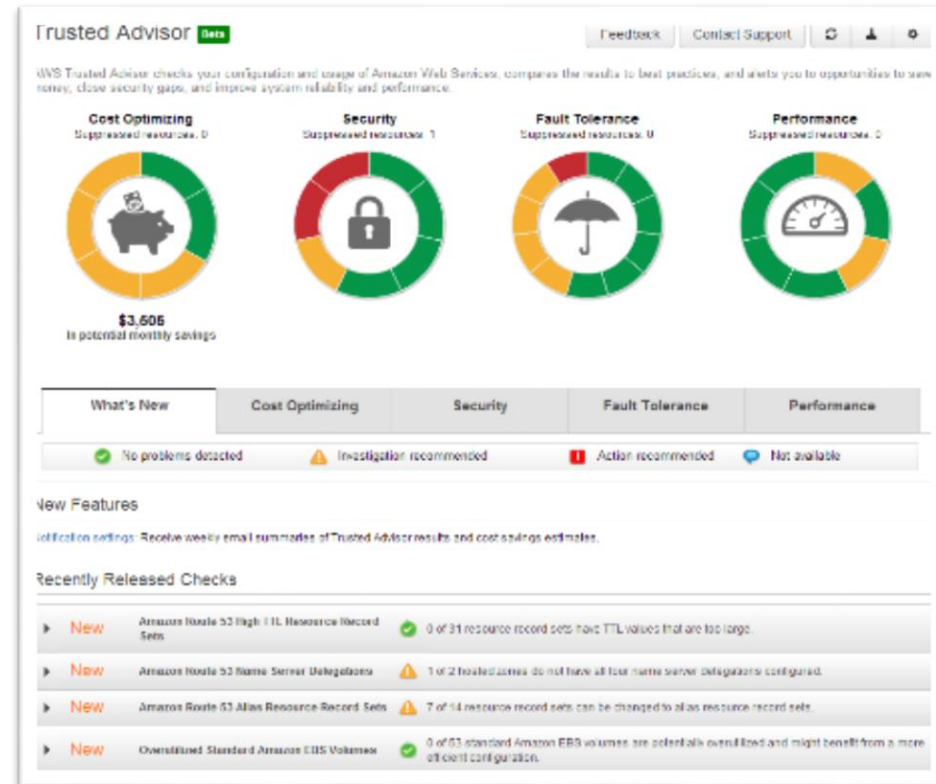 Trusted Advisor Beta
Feedback Contact Support
AWS Trusted Advisor checks your configuration and usage of Amazon Web Services, compares the results to best practices, and alerts you to opportunities to save
money, close security gaps, and improve system reliability and performance.
Cost Optimizing
Suppressed resources: 0
Security
Suppressed resources: 1
Fault Tolerance
Suppressed resources: 0
Performance
Suppressed resources: 0
In potential monthly savings
What's New Cost Optimizing Security Fault Tolerance Performance
No problems detected Investigation recommended Action recommended Not available
New Features
Notification settings: Receive weekly email summaries of Trusted Advisor results and cost savings estimates.
Recently Released Checks
New Amazon Route 53 High TTL Resource Record
Sets
0 of 31 resource record sets have TTL values that are too large.
New Amazon Route 53 Name Server Delegations 1 of 2 hosted zones do not have all four name server delegations configured.
New Amazon Route 53 Alias Resource Record Sets 7 of 14 resource record sets can be changed to alias resource record sets.
New Overutilized Standard Amazon EBS Volumes 0 of 53 standard Amazon EBS volumes are potentially overutilized and might benefit from a more
efficient configuration.